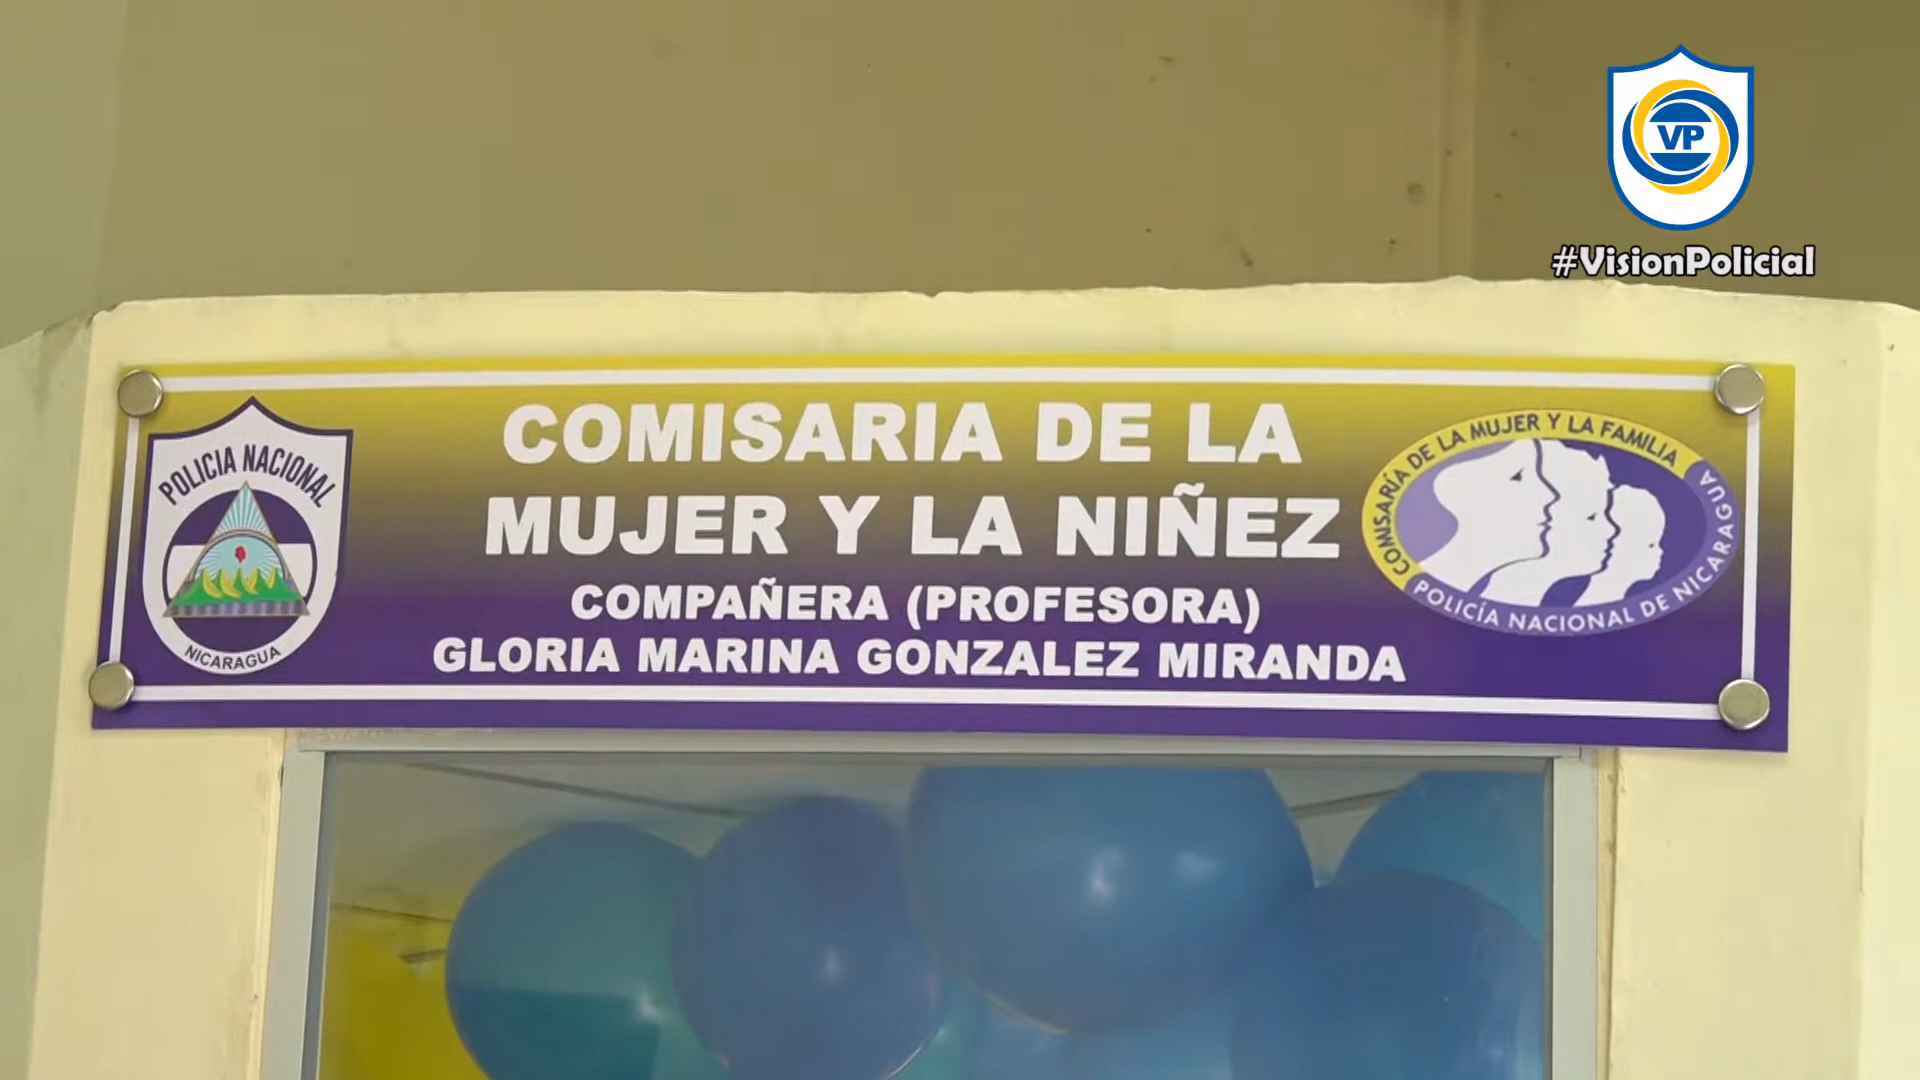 VP
#VisionPolicial
POLICIA NACIONAL
NICARAGUA
COMISARIA DE LA
MUJER Y LA NIÑEZ
COMPAÑERA (PROFESORA)
GLORIA MARINA GONZALEZ MIRANDA
COMISARÍA DE LA MUJER Y LA FAMILIA
POLICÍA NACIONAL DE NICARAGUA